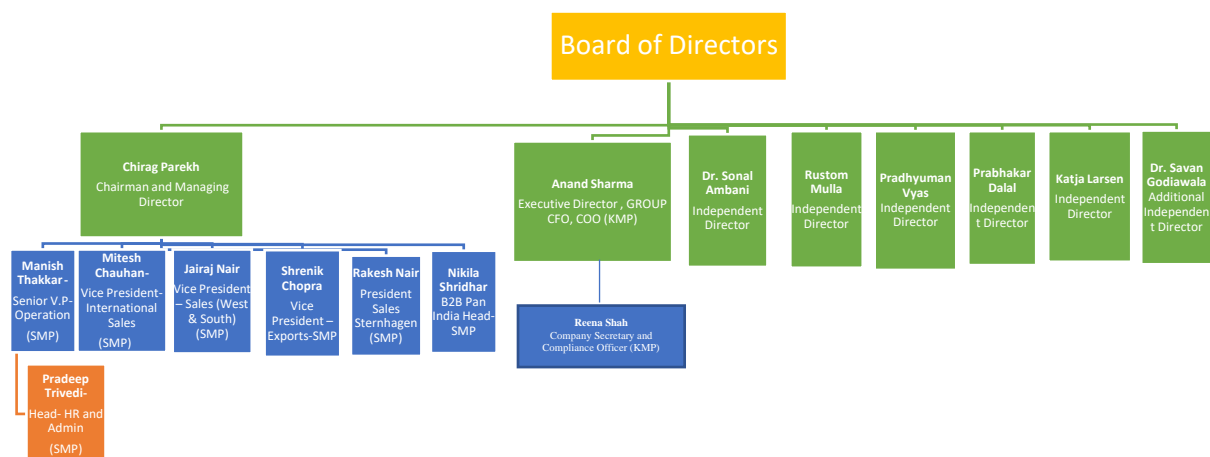 Board of Directors
Chirag Parekh
Chairman and Managing
Director
Anand Sharma
Executive Director , GROUP
CFO, COO (KMP)
Dr. Sonal
Ambani
Independent
Director
Rustom
Mulla
Independent
Director
Pradhyuman
Vyas
Independent
Director
Prabhakar
Dalal
Independen
t Director
Katja Larsen
Independent
Director
Dr. Savan
Godiawala
Additional
Independen
t Director
Manish
Thakkar-
Senior V.P-
Operation
(SMP)
Mitesh
Chauhan-
Vice President-
International
Sales
(SMP)
Jairaj Nair
Vice President
– Sales (West
& South)
(SMP)
Shrenik
Chopra
Vice
President –
Exports-SMP
Rakesh Nair
President
Sales
Sternhagen
(SMP)
Nikila
Shridhar
B2B Pan
India Head-
SMP
Reena Shah
Company Secretary and
Compliance Officer (KMP)
Pradeep
Trivedi-
Head- HR and
Admin
(SMP)